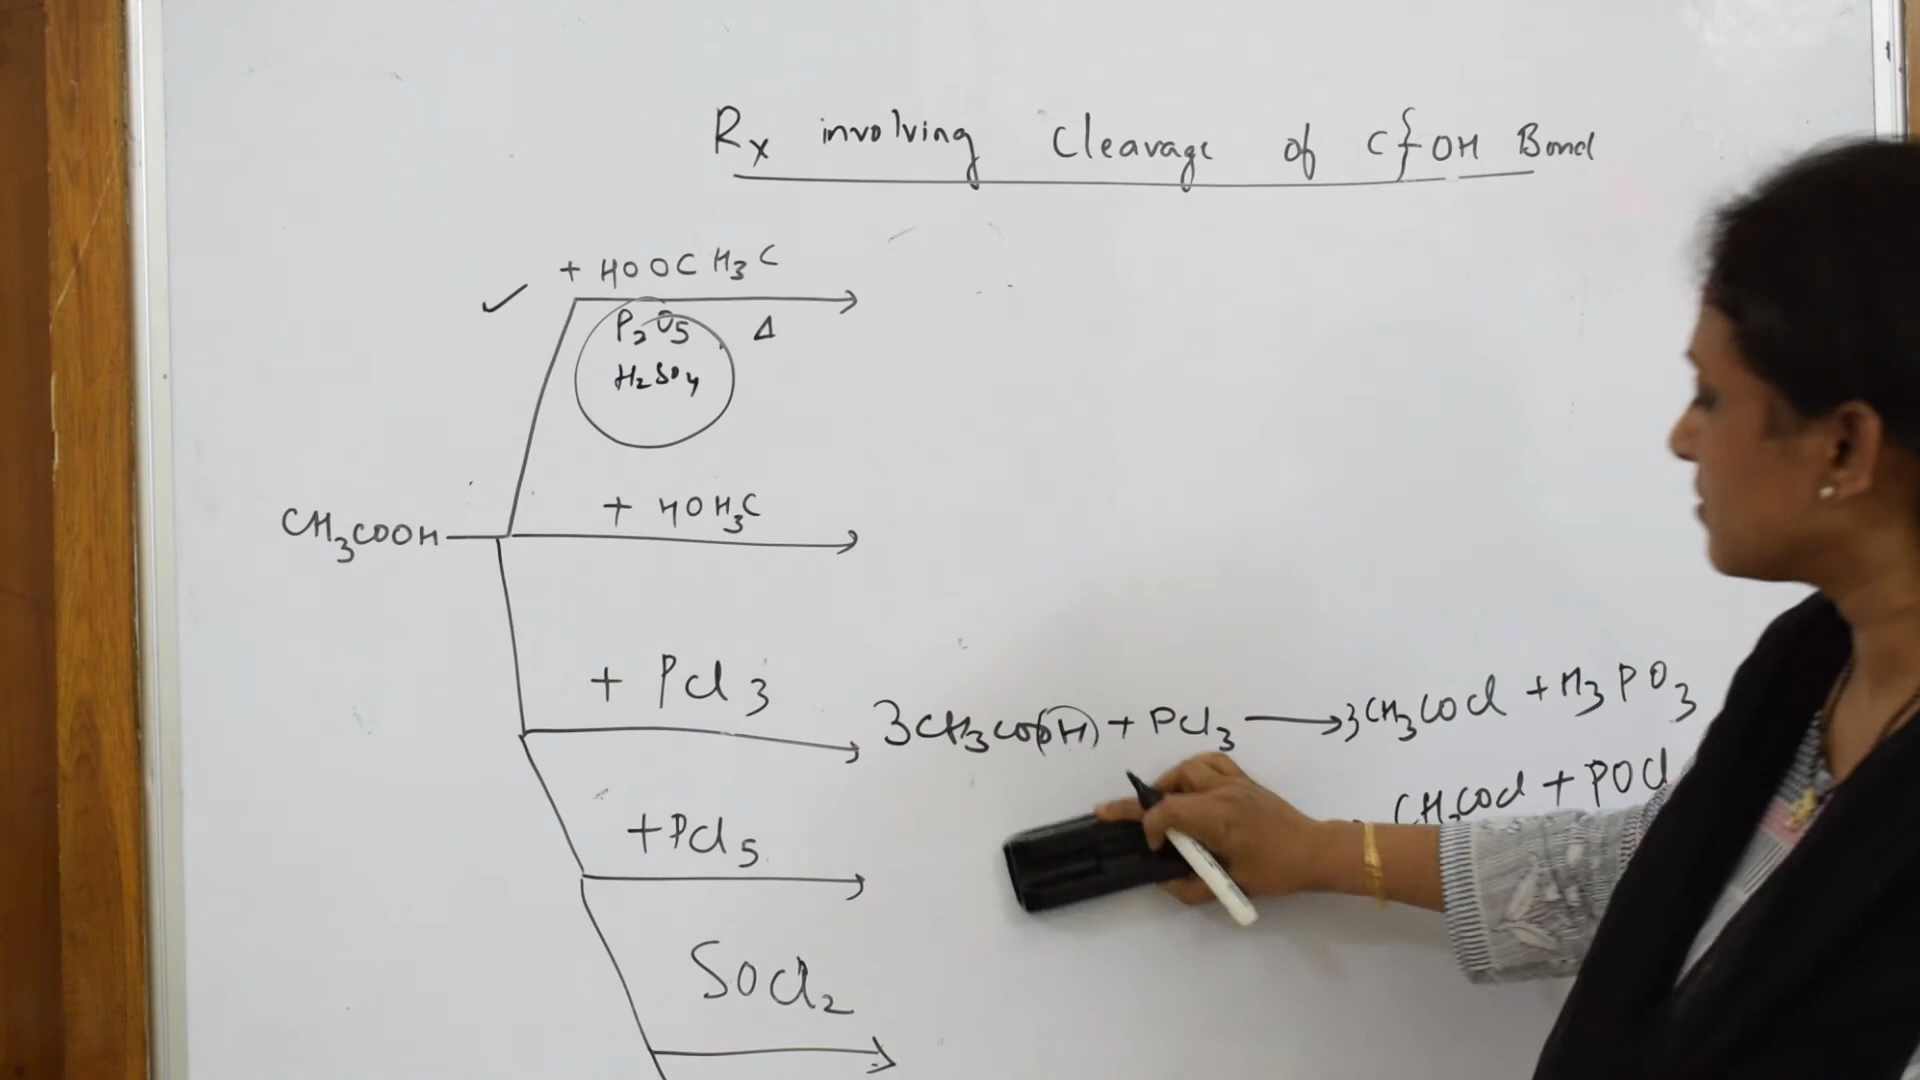 Rx involving Cleavage of C}OH Bond
+ HOOCH3C
P2O5 Δ
H2SO4
CH3COOH
+ HOH3C
+ PCl3
3CH3COOH + PCl3 → 3CH3COCl + H3PO3
+PCl5
CH3COCl + POCl
SOCl2